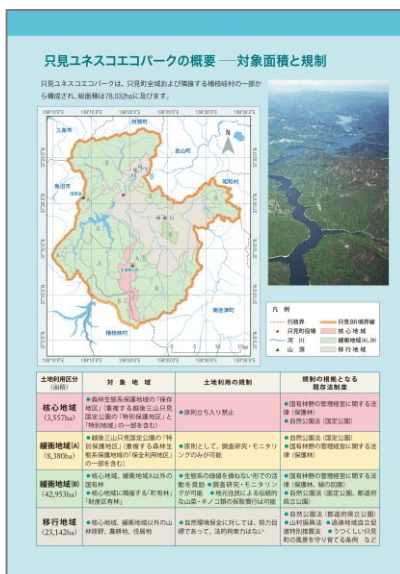 只見ユネスコエコパークの概要 ―対象面積と規制
只見ユネスコエコパークは、只見町全域および隣接する檜枝岐村の一部か
ら構成され、総面積は78,032haに及びます。
三条市
阿賀町
金山町
魚沼市
昭和村
南会津町
檜枝岐村
凡 例
行政界
只見町役場
河 川
山 頂
只見BR境界線
核心地域
緩衝地域(A)、(B)
移行地域
土地利用区分
(面積)
対 象 地 域
土地利用の規制
規制の根拠となる
既存法制度
核心地域
(3,557ha)
●森林生態系保護地域の「保存
地区」(重複する越後三山只見
国定公園の「特別保護地区」と
「特別地域」の一部を含む)
●原則立ち入り禁止
●国有林野の管理経営に関する法
律（保護林）
●自然公園法（国定公園）
緩衝地域(A)
(8,380ha)
●越後三山只見国定公園の「特
別保護地区」(重複する森林生
態系保護地域の「保全利用地区」
の一部を含む)
●原則として、調査研究・モニタリ
ングのみが可能
●自然公園法（国定公園）
●国有林野の管理経営に関する法
律（保護林）
緩衝地域(B)
(42,953ha)
●核心地域、緩衝地域A以外の
国有林
●核心地域に隣接する「町有林」
「財産区有林」
●生態系の価値を損ねない形での活
動を奨励 ●調査研究・モニタリン
グが可能 ●地元住民による伝統的
な山菜・キノコ類の採取慣行は可能
●国有林野の管理経営に関する法
律（保護林、緑の回廊）
●自然公園法（国定公園、都道府
県立公園）
移行地域
(23,142ha)
●核心地域、緩衝地域以外の山
林原野、農耕地、住居地
●自然環境保全に対しては、努力目
標であって、法的拘束力はない
自然公園法（都道府県立公園）
●山村振興法 ●過疎地域自立促
進特別措置法 ●うつくしい只見
町の風景を守り育てる条例 など